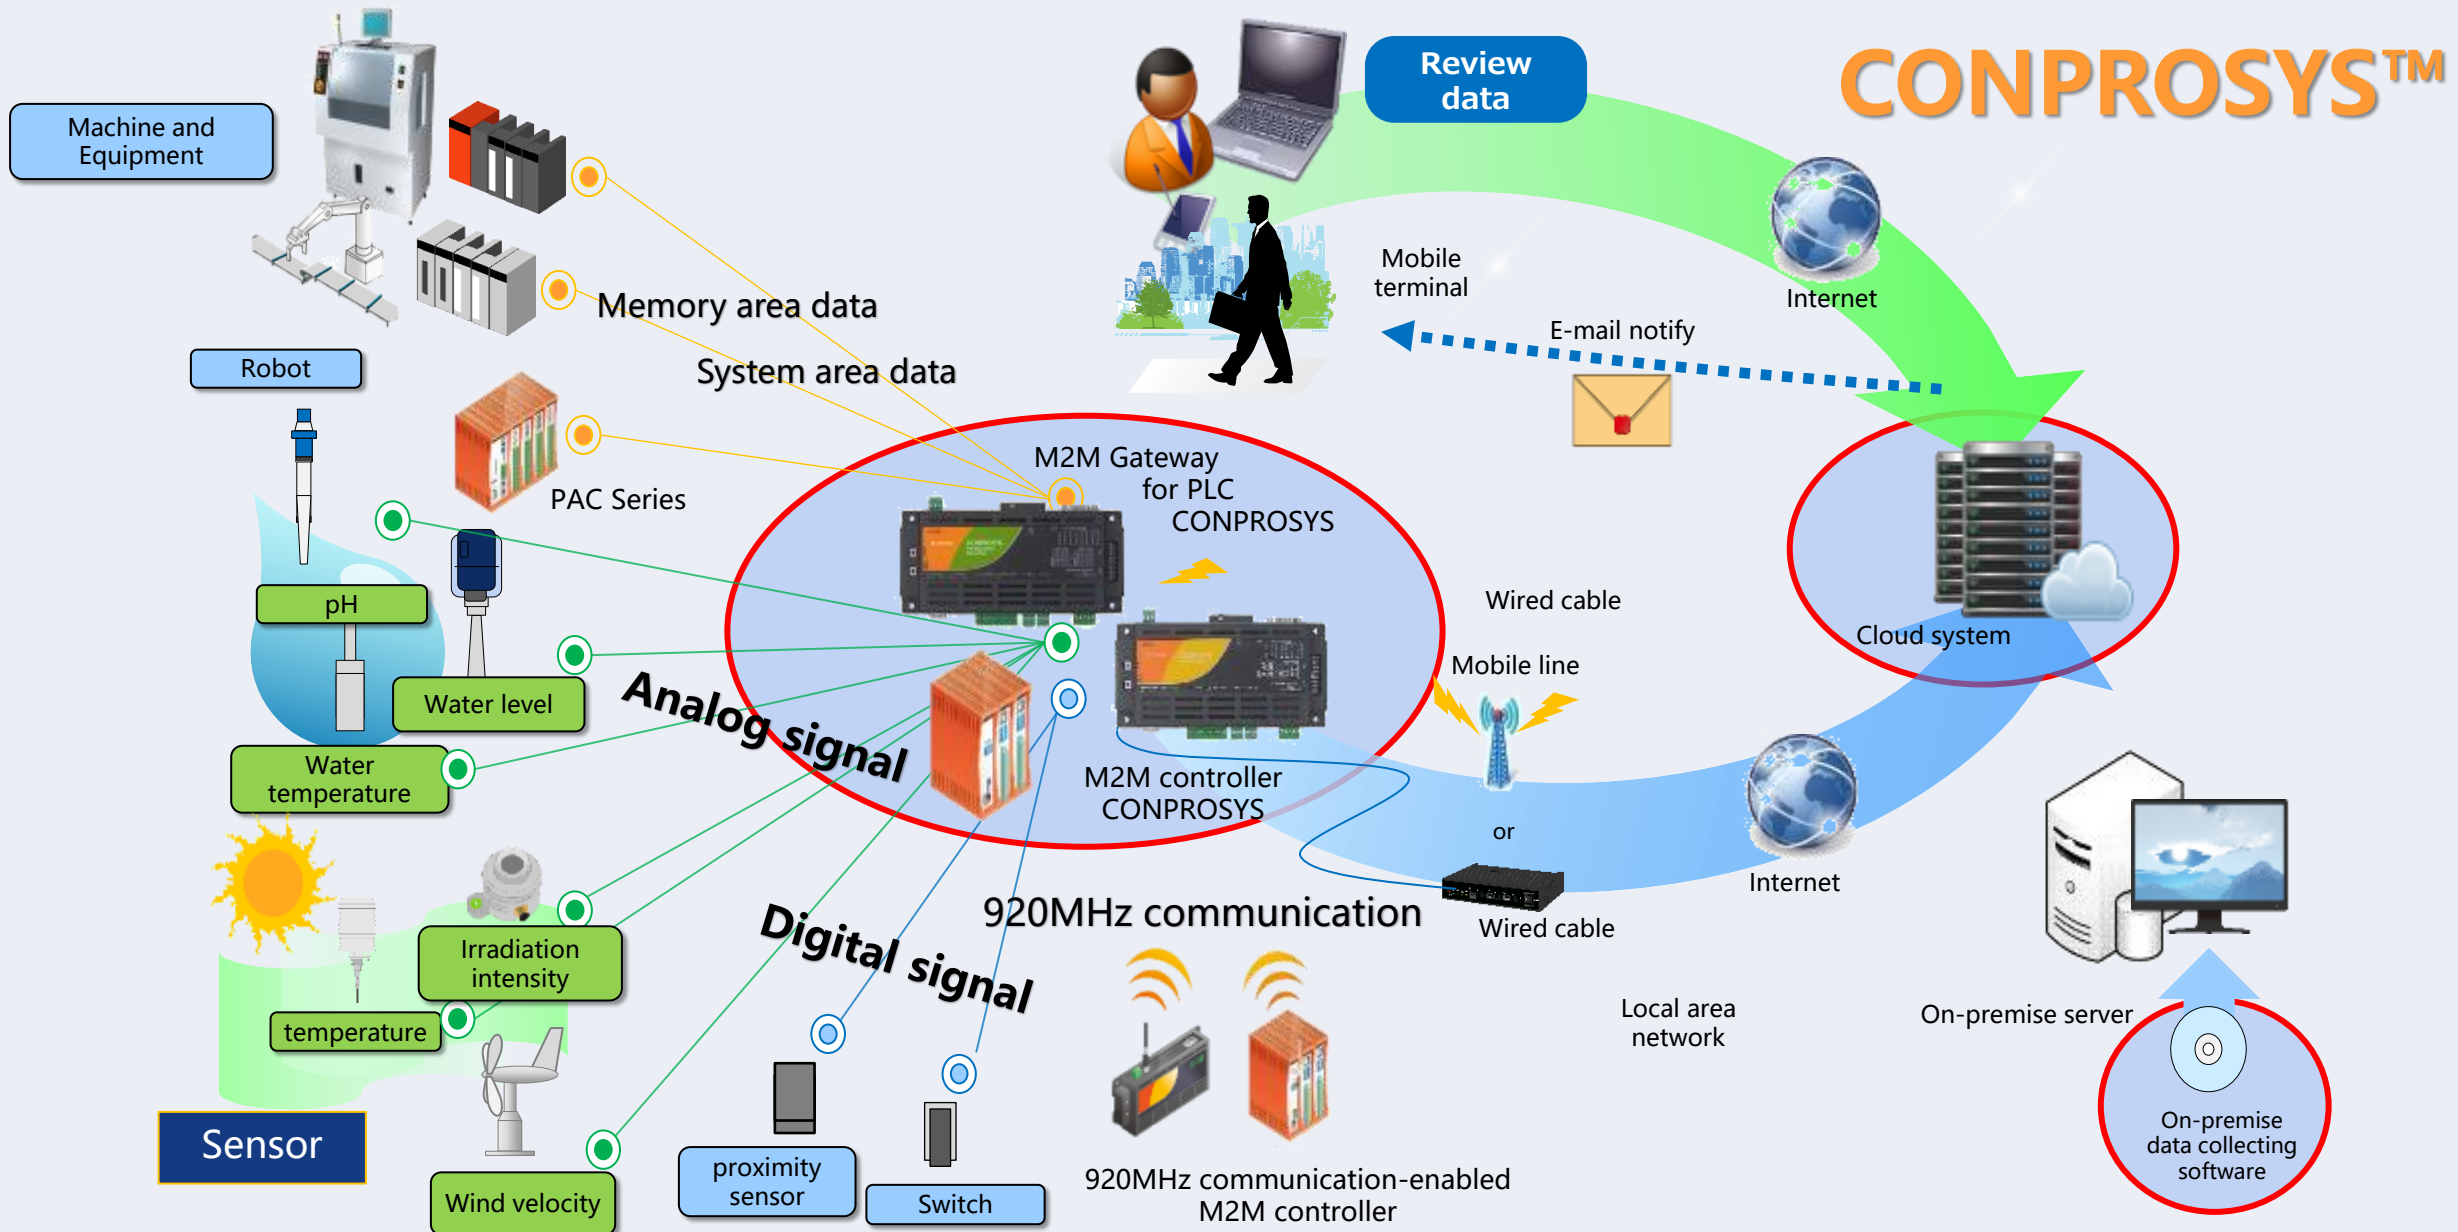 CONPROSYS™
Review
data
Machine and
Equipment
Mobile
terminal
Internet
Memory area data
E-mail notify
System area data
Robot
M2M Gateway
for PLC
CONPROSYS
PAC Series
pH
Wired cable
Cloud system
Mobile line
Water level
Analog signal
Water
temperature
M2M controller
CONPROSYS
or
Internet
920MHz communication
Wired cable
Digital signal
Irradiation
intensity
Local area
network
On-premise server
temperature
Sensor
On-premise
data collecting
software
proximity
sensor
920MHz communication-enabled
M2M controller
Wind velocity
Switch